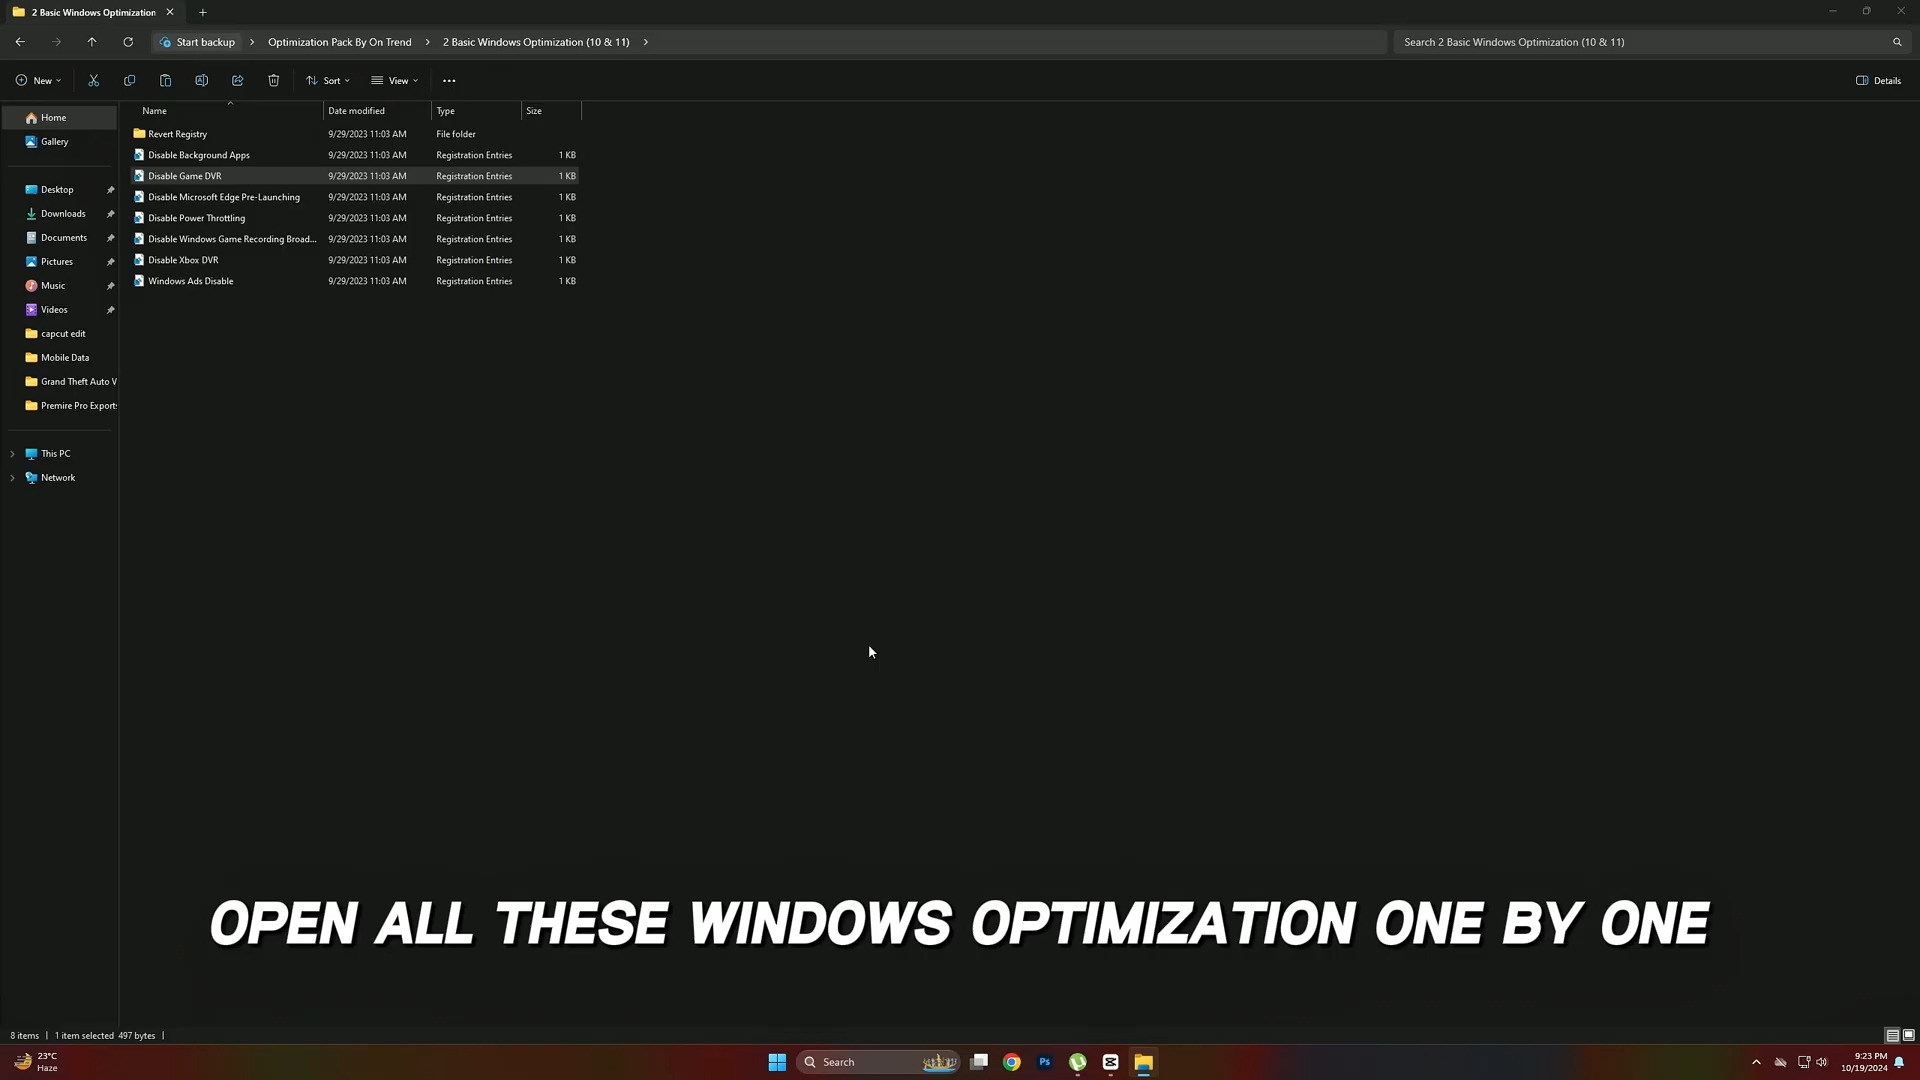 2 Basic Windows Optimization
Start backup
Optimization Pack By On Trend
2 Basic Windows Optimization (10 & 11)
Search 2 Basic Windows Optimization (10 & 11)
New
Sort
View
Details
Name Date modified Type Size
Home
Gallery
Desktop
Downloads
Documents
Pictures
Music
Videos
capcut edit
Mobile Data
Grand Theft Auto V
Premire Pro Exports
This PC
Network
Revert Registry 9/29/2023 11:03 AM File folder
Disable Background Apps 9/29/2023 11:03 AM Registration Entries 1 KB
Disable Game DVR 9/29/2023 11:03 AM Registration Entries 1 KB
Disable Microsoft Edge Pre-Launching 9/29/2023 11:03 AM Registration Entries 1 KB
Disable Power Throttling 9/29/2023 11:03 AM Registration Entries 1 KB
Disable Windows Game Recording Broad... 9/29/2023 11:03 AM Registration Entries 1 KB
Disable Xbox DVR 9/29/2023 11:03 AM Registration Entries 1 KB
Windows Ads Disable 9/29/2023 11:03 AM Registration Entries 1 KB
OPEN ALL THESE WINDOWS OPTIMIZATION ONE BY ONE
8 items 1 item selected 497 bytes
23°C
Haze
Search
Ps
9:23 PM
10/19/2024